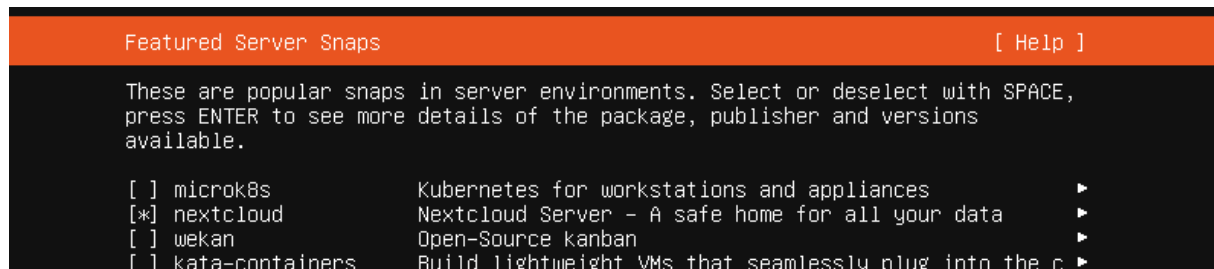 Featured Server Snaps [ Help ]
These are popular snaps in server environments. Select or deselect with SPACE,
press ENTER to see more details of the package, publisher and versions
available.
[ ] microk8s Kubernetes for workstations and appliances ▸
[*] nextcloud Nextcloud Server – A safe home for all your data ▸
[ ] wekan Open-Source kanban ▸
[ ] kata-containers Build lightweight VMs that seamlessly plug into the c ▸